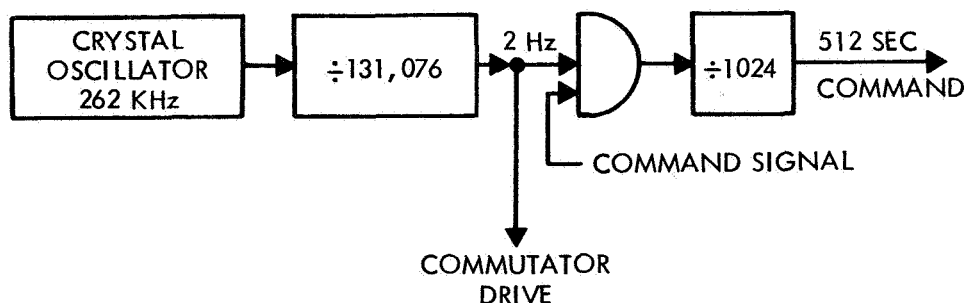 CRYSTAL
OSCILLATOR
262 KHz
÷131,076
2 Hz
÷1024
512 SEC
COMMAND
COMMAND SIGNAL
COMMUTATOR
DRIVE